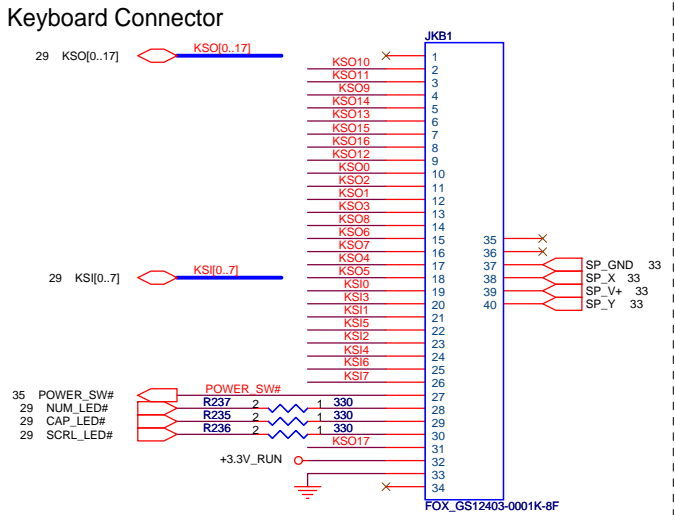 Keyboard Connector
JKB1
29 KSO[0..17] KSO[0..17]
1
KSO10 2
KSO11 3
KSO9 4
KSO14 5
KSO13 6
KSO15 7
KSO16 8
KSO12 9
KSO0 10
KSO2 11
KSO1 12
KSO3 13
KSO8 14
KSO6 15 35
KSO7 16 36
KSO4 17 37 SP_GND 33
29 KSI[0..7] KSI[0..7] KSO5 18 38 SP_X 33
KSI0 19 39 SP_V+ 33
KSI3 20 40 SP_Y 33
KSI1 21
KSI5 22
KSI2 23
KSI4 24
KSI6 25
KSI7 26
35 POWER_SW# POWER_SW# 27
29 NUM_LED# R237 2 1 330 28
29 CAP_LED# R235 2 1 330 29
29 SCRL_LED# R236 2 1 330 30
KSO17 31
+3.3V_RUN 32
33
34
FOX_GS12403-0001K-8F